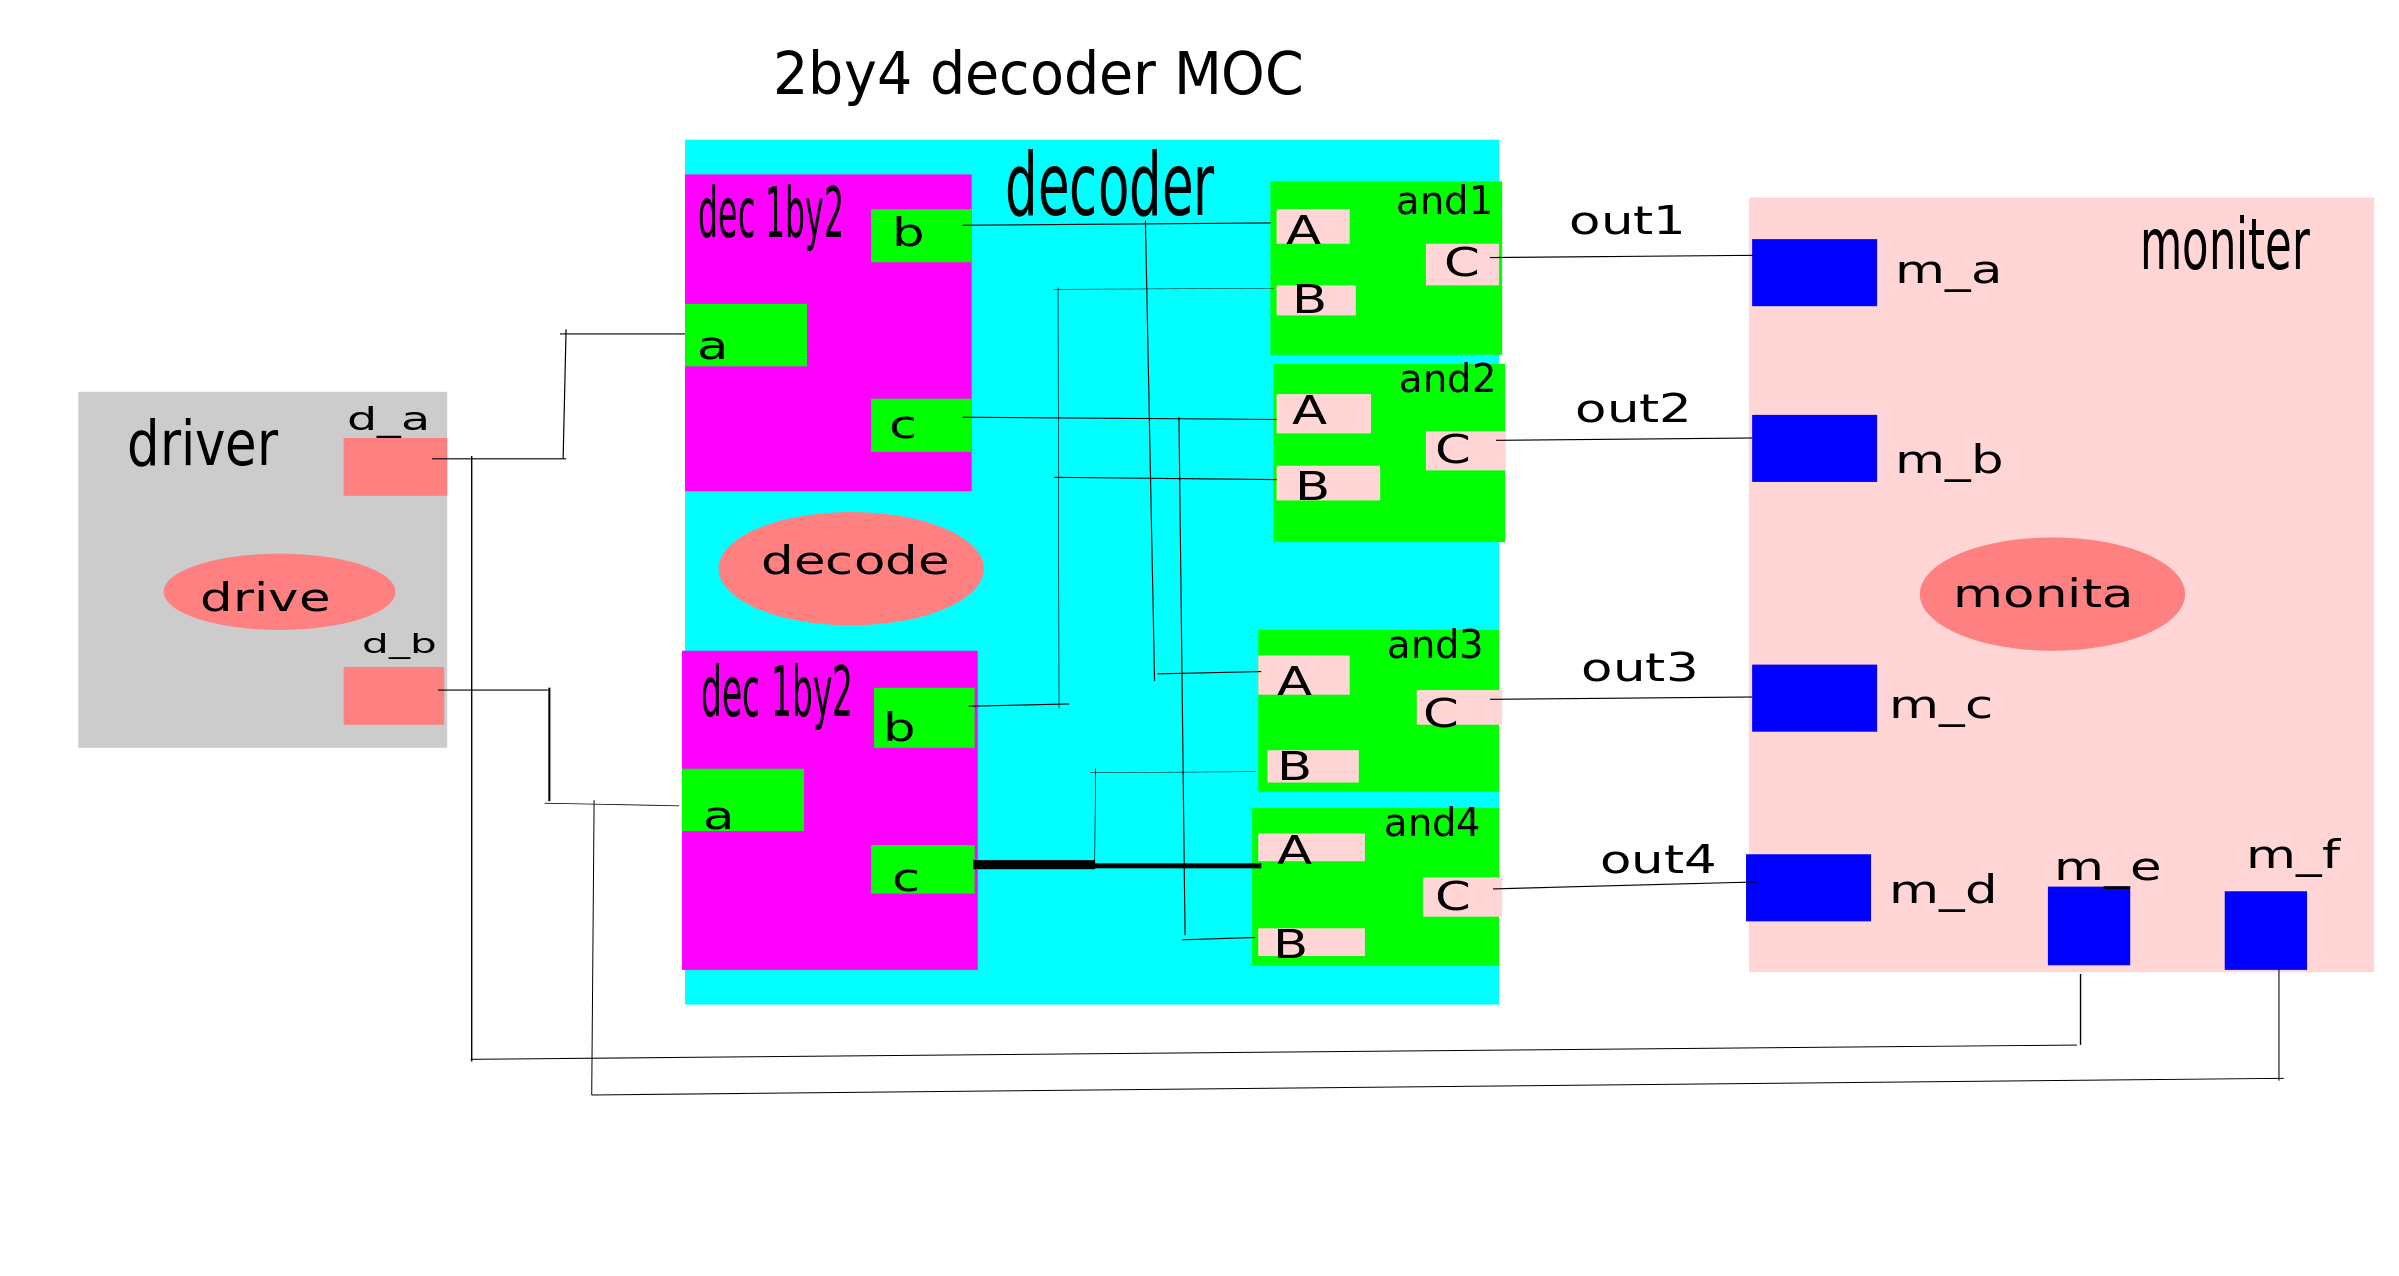 2by4 decoder MOC
decoder
dec 1by2
b
a
c
decode
dec 1by2
b
a
c
driver
d_a
drive
d_b
and1
A
C
B
and2
A
C
B
and3
A
C
B
and4
A
C
B
out1
out2
out3
out4
moniter
m_a
m_b
monita
m_c
m_d
m_e
m_f